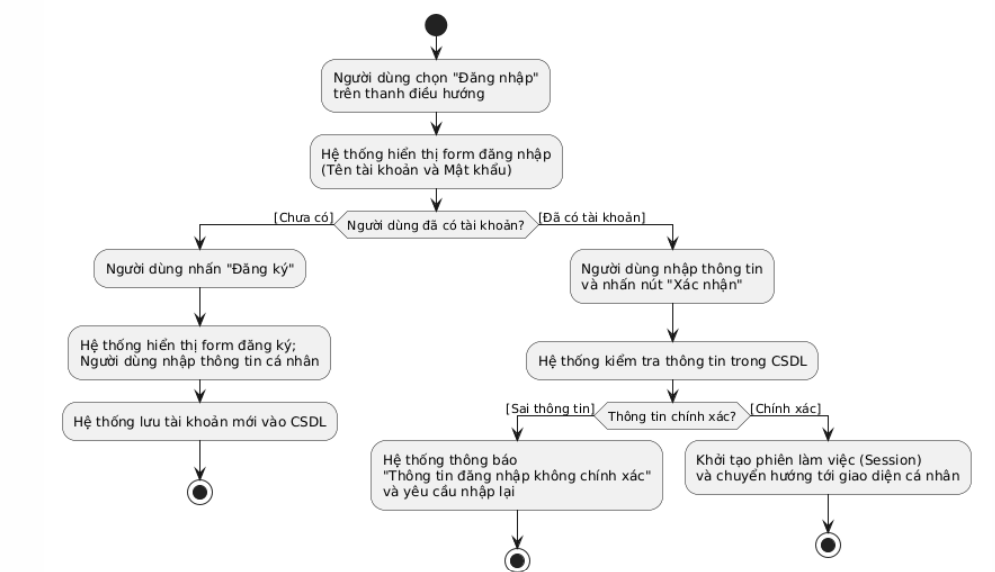 Người dùng chọn "Đăng nhập"
trên thanh điều hướng
Hệ thống hiển thị form đăng nhập
(Tên tài khoản và Mật khẩu)
[Chưa có]
Người dùng đã có tài khoản?
[Đã có tài khoản]
Người dùng nhấn "Đăng ký"
Hệ thống hiển thị form đăng ký;
Người dùng nhập thông tin cá nhân
Hệ thống lưu tài khoản mới vào CSDL
Người dùng nhập thông tin
và nhấn nút "Xác nhận"
Hệ thống kiểm tra thông tin trong CSDL
[Sai thông tin]
Thông tin chính xác?
[Chính xác]
Hệ thống thông báo
"Thông tin đăng nhập không chính xác"
và yêu cầu nhập lại
Khởi tạo phiên làm việc (Session)
và chuyển hướng tới giao diện cá nhân